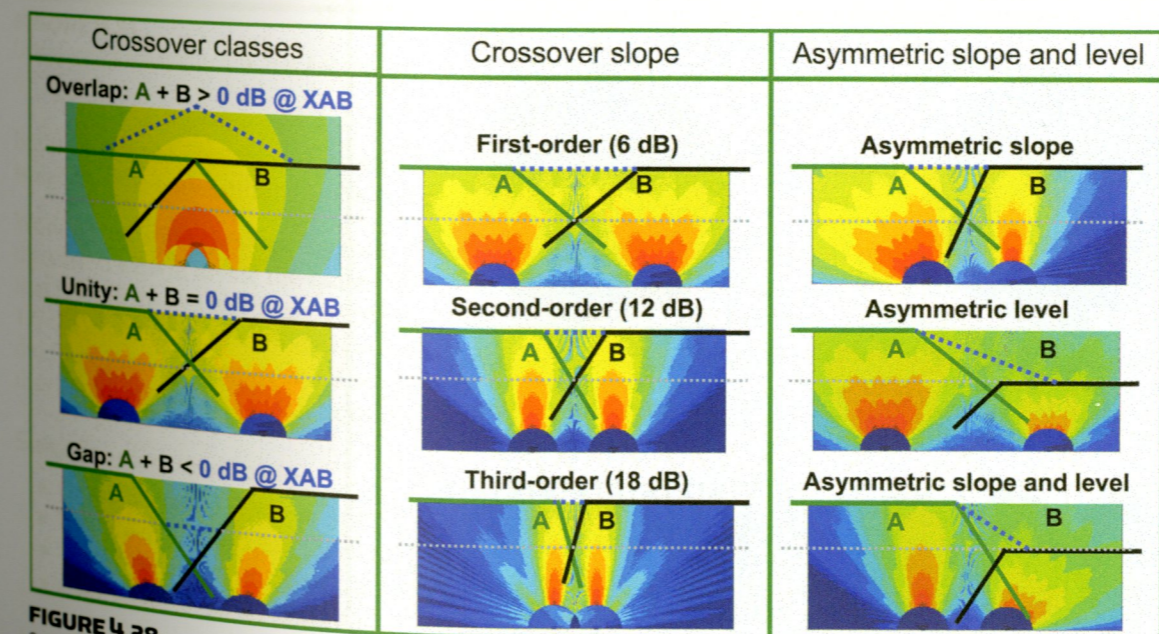 Crossover classes
Overlap: A + B > 0 dB @ XAB
A
B
Unity: A + B = 0 dB @ XAB
A
B
Gap: A + B < 0 dB @ XAB
A
B
Crossover slope
First-order (6 dB)
A
B
Second-order (12 dB)
A
B
Third-order (18 dB)
A
B
Asymmetric slope and level
Asymmetric slope
A
B
Asymmetric level
A
B
Asymmetric slope and level
A
B
FIGURE